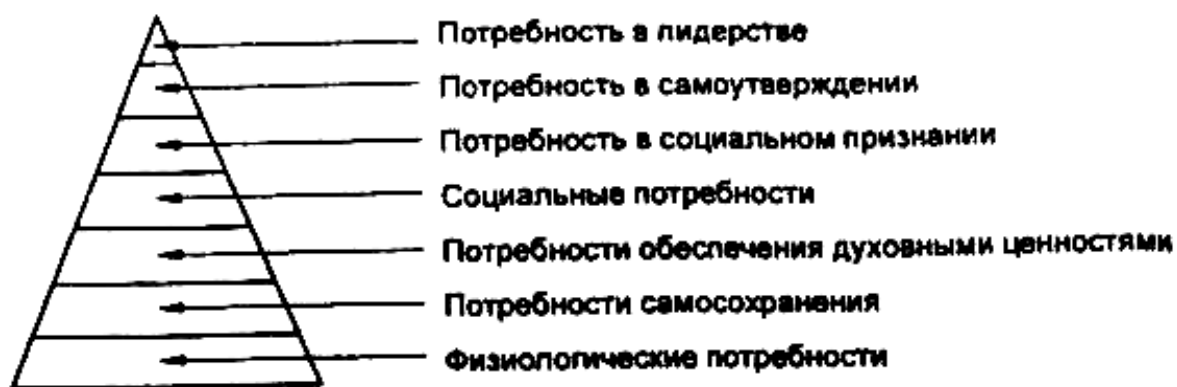 Потребность в лидерстве
Потребность в самоутверждении
Потребность в социальном признании
Социальные потребности
Потребности обеспечения духовными ценностями
Потребности самосохранения
Физиологические потребности